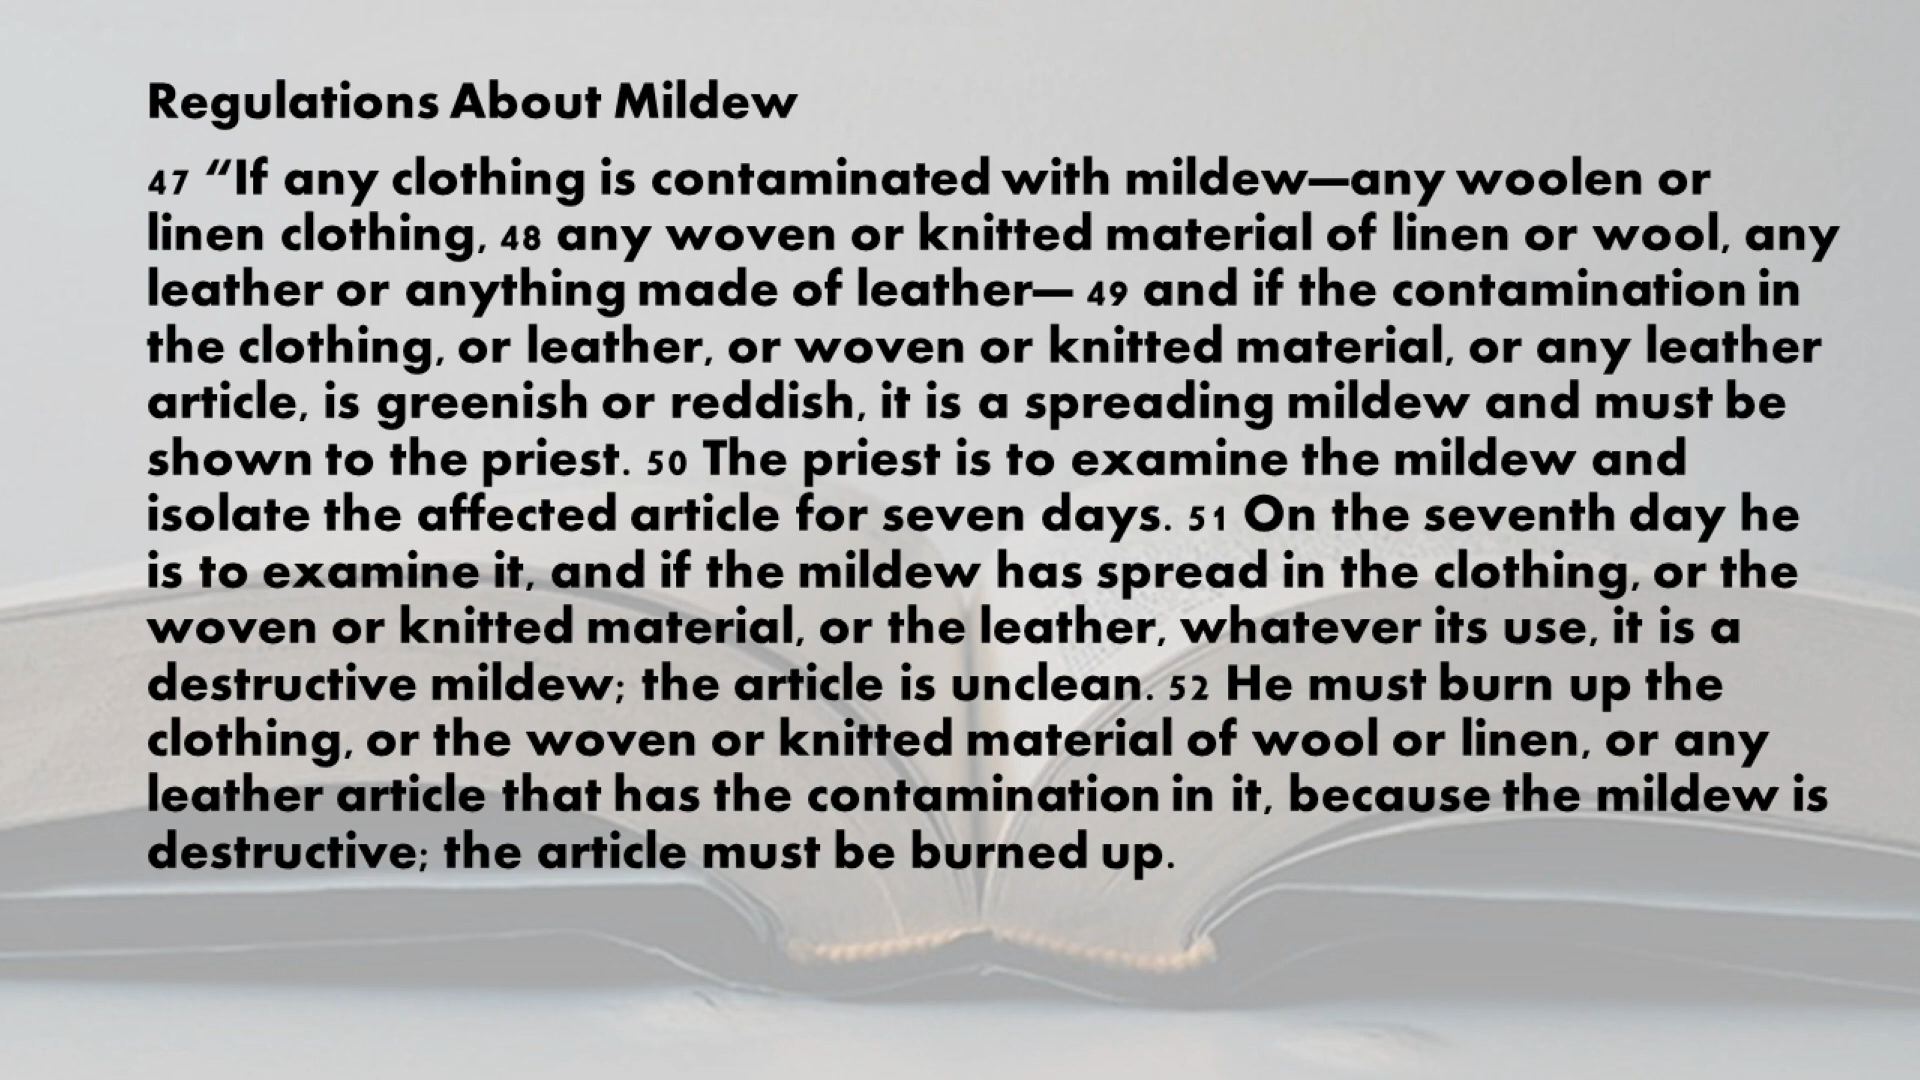 Regulations About Mildew
47 “If any clothing is contaminated with mildew—any woolen or
linen clothing, 48 any woven or knitted material of linen or wool, any
leather or anything made of leather— 49 and if the contamination in
the clothing, or leather, or woven or knitted material, or any leather
article, is greenish or reddish, it is a spreading mildew and must be
shown to the priest. 50 The priest is to examine the mildew and
isolate the affected article for seven days. 51 On the seventh day he
is to examine it, and if the mildew has spread in the clothing, or the
woven or knitted material, or the leather, whatever its use, it is a
destructive mildew; the article is unclean. 52 He must burn up the
clothing, or the woven or knitted material of wool or linen, or any
leather article that has the contamination in it, because the mildew is
destructive; the article must be burned up.